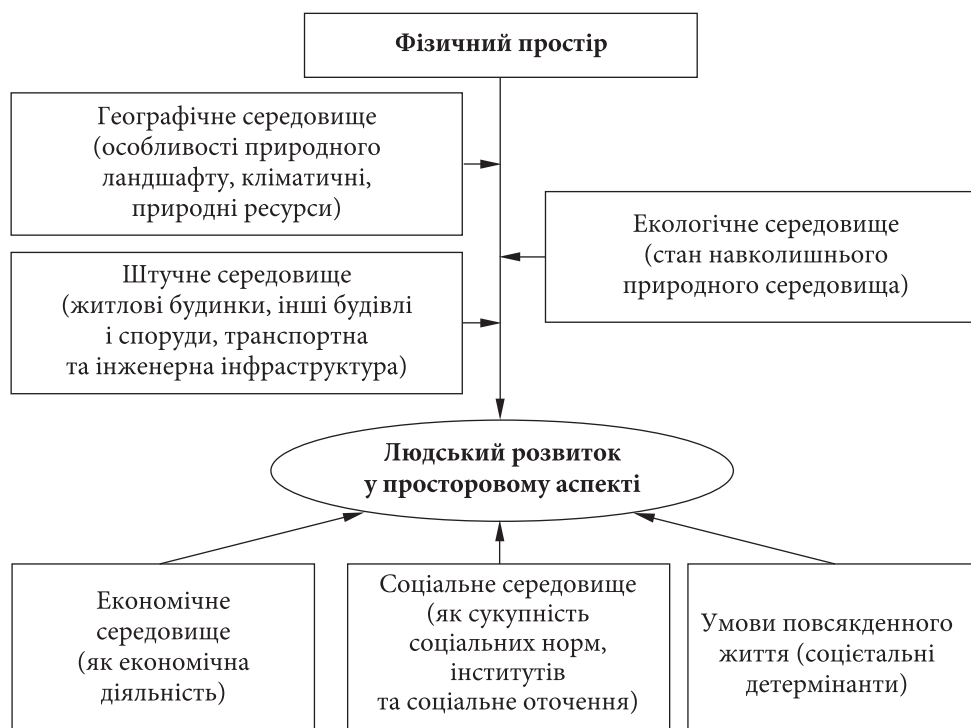 Фізичний простір
Географічне середовище
(особливості природного
ландшафту, кліматичні,
природні ресурси)
Екологічне середовище
(стан навколишнього
природного середовища)
Штучне середовище
(житлові будинки, інші будівлі
і споруди, транспортна
та інженерна інфраструктура)
Людський розвиток
у просторовому аспекті
Економічне
середовище
(як економічна
діяльність)
Соціальне середовище
(як сукупність
соціальних норм,
інститутів
та соціальне оточення)
Умови повсякденного
життя (соцієтальні
детермінанти)